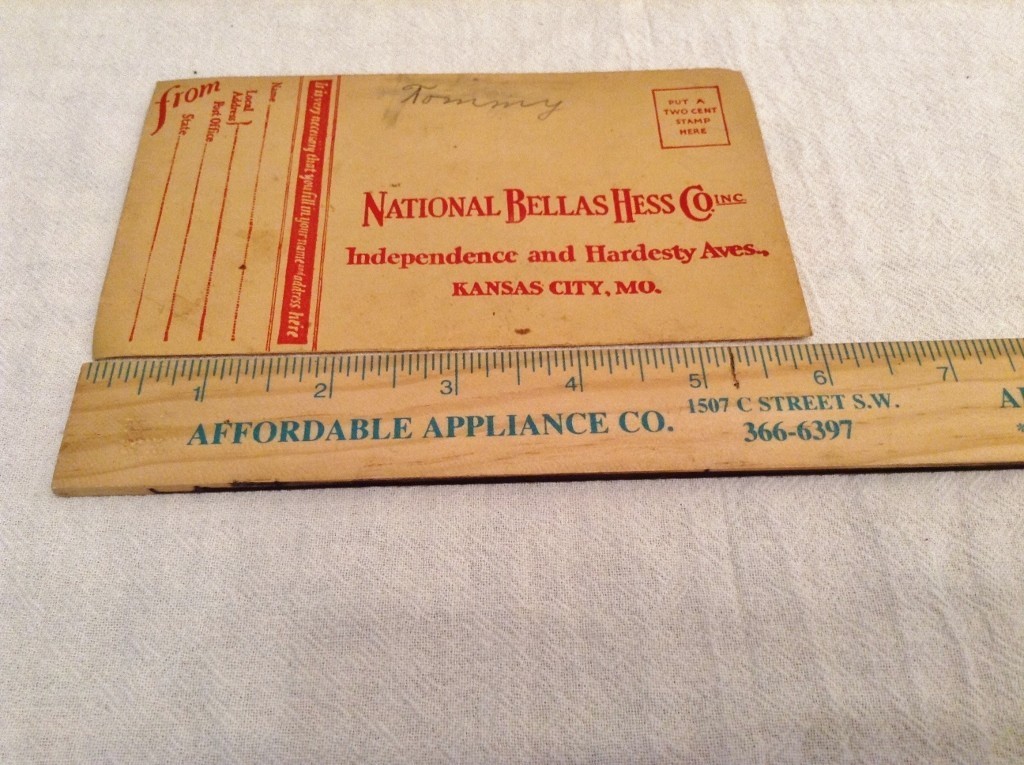 from
Name
Local
Address}
Post Office
State
It is very necessary that you fill in your name and address here
Tommy
PUT A
TWO CENT
STAMP
HERE
NATIONAL BELLAS HESS CO. INC.
Independence and Hardesty Aves.,
KANSAS CITY, MO.
1 2 3 4 5 6 7
AFFORDABLE APPLIANCE CO.
1507 C STREET S.W.
366-6397